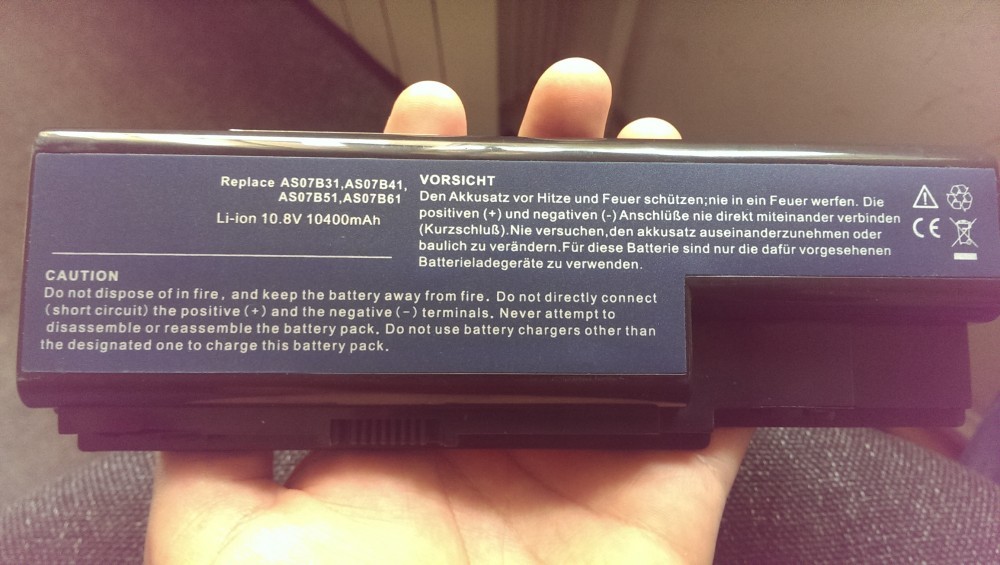 Replace AS07B31,AS07B41,
AS07B51,AS07B61
Li-ion 10.8V 10400mAh
CAUTION
Do not dispose of in fire, and keep the battery away from fire. Do not directly connect
(short circuit) the positive (+) and the negative (-) terminals. Never attempt to
disassemble or reassemble the battery pack. Do not use battery chargers other than
the designated one to charge this battery pack.
VORSICHT
Den Akkusatz vor Hitze und Feuer schützen;nie in ein Feuer werfen. Die
positiven (+) und negativen (-) Anschlüße nie direkt miteinander verbinden
(Kurzschluß).Nie versuchen,den akkusatz auseinanderzunehmen oder
baulich zu verändern.Für diese Batterie sind nur die dafür vorgesehenen
Batterieladegeräte zu verwenden.
CE